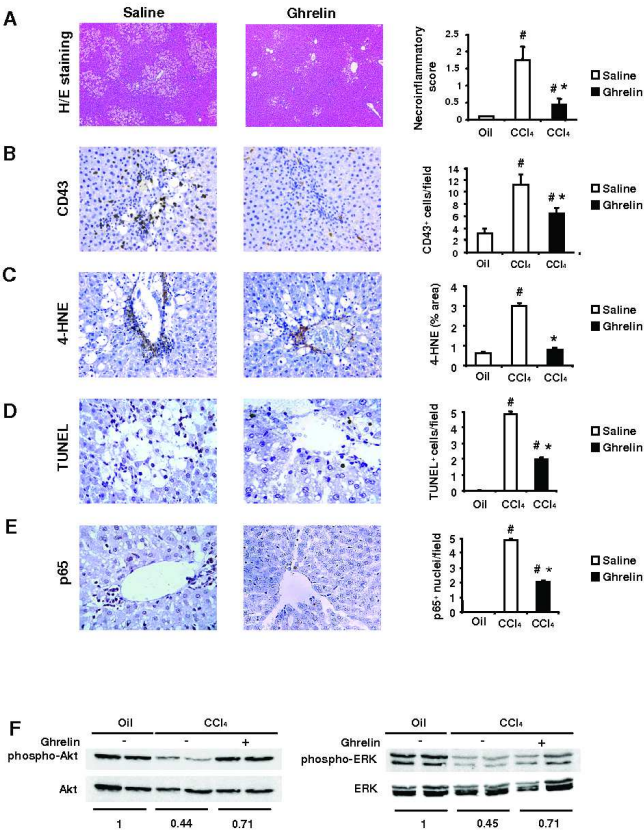 Saline Ghrelin
A
H/E staining
Necroinflammatory score
2.5
2
1.5
1
0.5
0
#
# *
Oil CCl₄ CCl₄
Saline
Ghrelin
B
CD43
CD43⁺ cells/field
14
12
10
8
6
4
2
0
#
# *
Oil CCl₄ CCl₄
Saline
Ghrelin
C
4-HNE
4-HNE (% area)
4
3
2
1
0
#
*
Oil CCl₄ CCl₄
Saline
Ghrelin
D
TUNEL
TUNEL⁺ cells/field
5
4
3
2
1
0
#
# *
Oil CCl₄ CCl₄
Saline
Ghrelin
E
p65
p65⁺ nuclei/field
5
4
3
2
1
0
#
# *
Oil CCl₄ CCl₄
Saline
Ghrelin
F
Oil CCl₄
Ghrelin - - +
phospho-Akt
Akt
1 0.44 0.71
Oil CCl₄
Ghrelin - - +
phospho-ERK
ERK
1 0.45 0.71